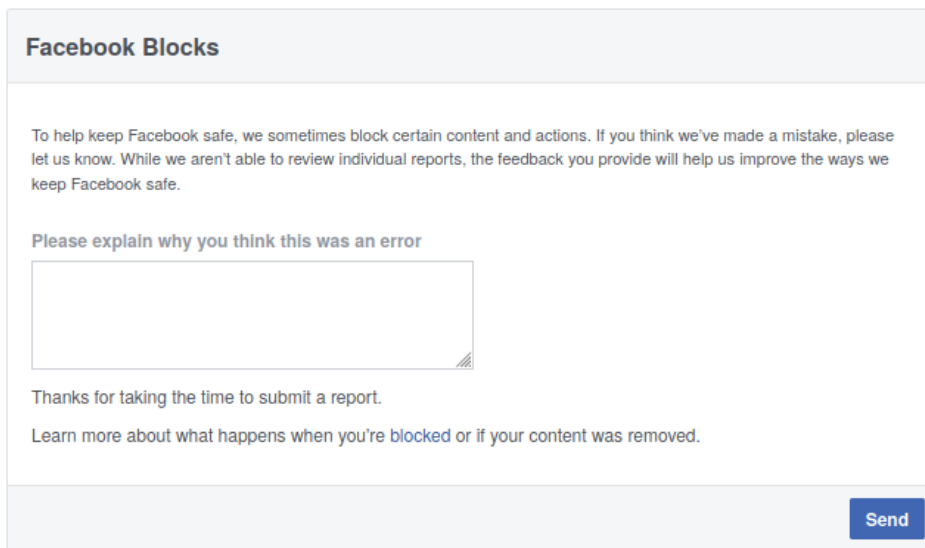 Facebook Blocks
To help keep Facebook safe, we sometimes block certain content and actions. If you think we've made a mistake, please
let us know. While we aren't able to review individual reports, the feedback you provide will help us improve the ways we
keep Facebook safe.
Please explain why you think this was an error
Thanks for taking the time to submit a report.
Learn more about what happens when you're blocked or if your content was removed.
Send